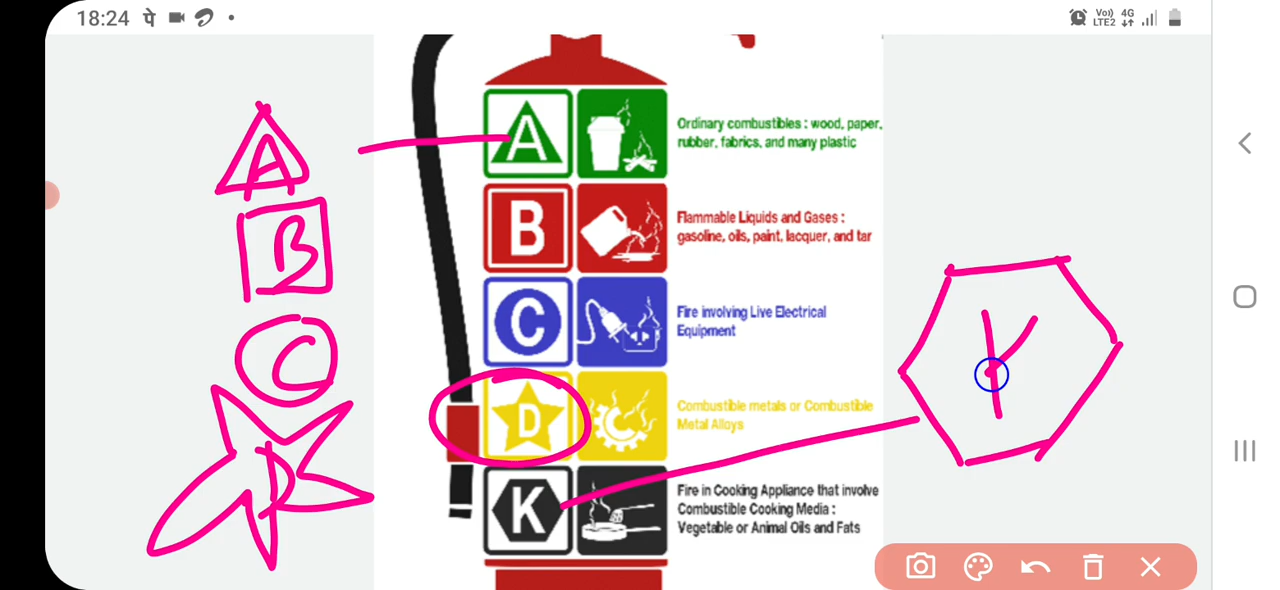 18:24 पे
Vo)) 4G
LTE2
A
B
C
D
K
A
Ordinary combustibles : wood, paper,
rubber, fabrics, and many plastic
B
Flammable Liquids and Gases :
gasoline, oils, paint, lacquer, and tar
C
Fire involving Live Electrical
Equipment
D
Combustible metals or Combustible
Metal Alloys
K
Fire in Cooking Appliance that involve
Combustible Cooking Media :
Vegetable or Animal Oils and Fats